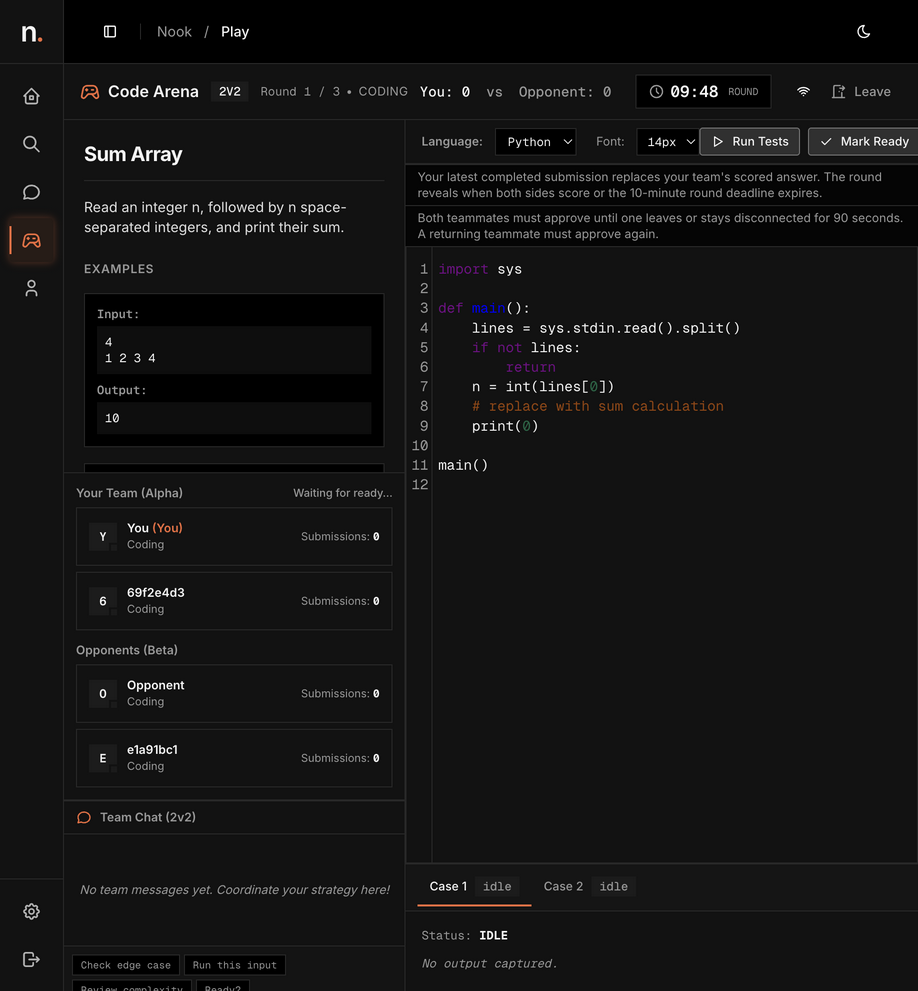 n.
Nook / Play
Code Arena 2V2 Round 1 / 3 • CODING You: 0 vs Opponent: 0 09:48 ROUND Leave
Sum Array
Read an integer n, followed by n space-
separated integers, and print their sum.
EXAMPLES
Input:
4
1 2 3 4
Output:
10
Your Team (Alpha) Waiting for ready...
Y You (You) Submissions: 0
Coding
6 69f2e4d3 Submissions: 0
Coding
Opponents (Beta)
O Opponent Submissions: 0
Coding
E e1a91bc1 Submissions: 0
Coding
Team Chat (2v2)
No team messages yet. Coordinate your strategy here!
Check edge case Run this input
Review complexity Ready?
Language: Python Font: 14px Run Tests Mark Ready
Your latest completed submission replaces your team's scored answer. The round
reveals when both sides score or the 10-minute round deadline expires.
Both teammates must approve until one leaves or stays disconnected for 90 seconds.
A returning teammate must approve again.
1 import sys
2
3 def main():
4 lines = sys.stdin.read().split()
5 if not lines:
6 return
7 n = int(lines[0])
8 # replace with sum calculation
9 print(0)
10
11 main()
12
Case 1 idle Case 2 idle
Status: IDLE
No output captured.